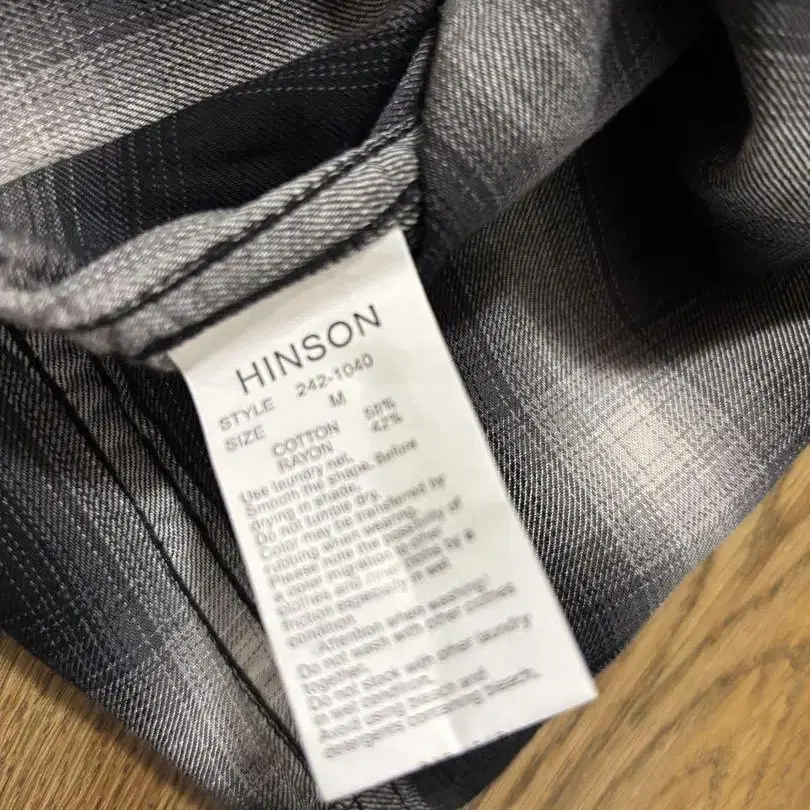 HINSON
STYLE 242-1040
SIZE M
COTTON 58%
RAYON 42%
Use laundry net.
Smooth the shape. Before
drying in shade.
Do not tumble dry.
Color may be transferred by
rubbing when wearing.
Please note the possibility of
color migration to other
clothes and by a
friction especially in wet
condition.
Attention when washing!
Do not wash with other clothes
together.
Do not Stock with other laundry
in wet condition.
Avoid using bleach and
detergents containing bleach.